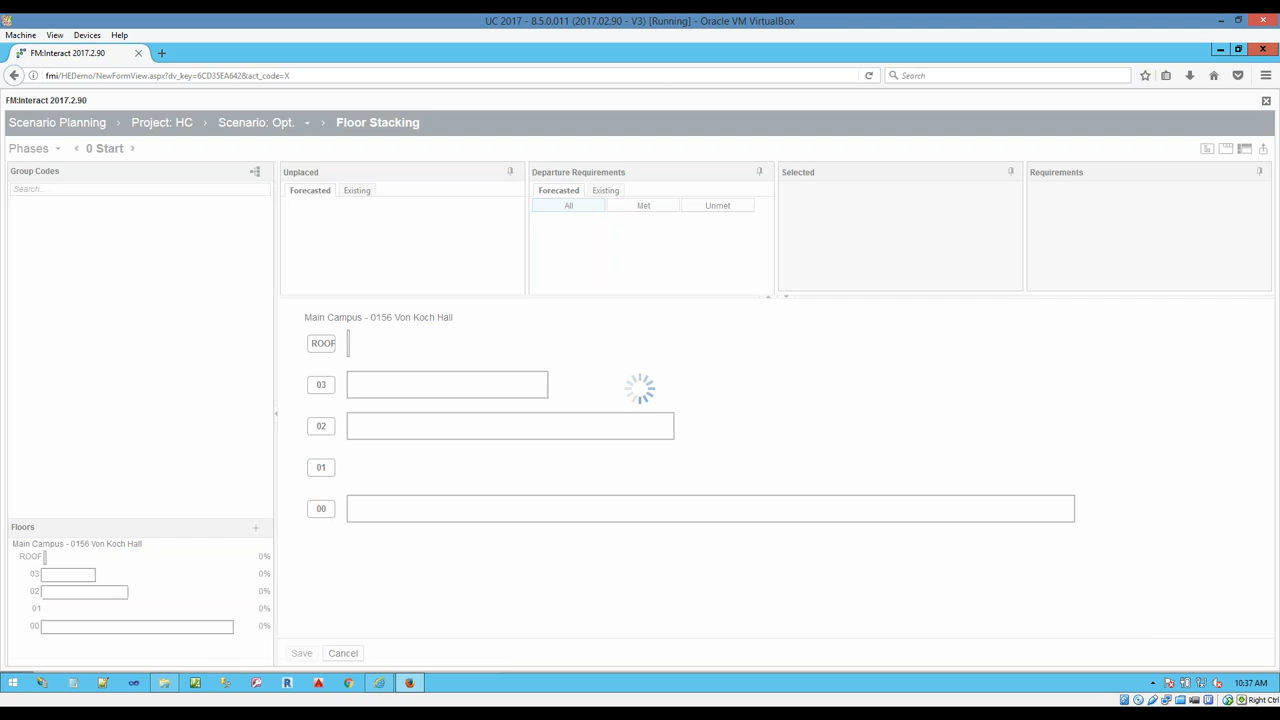 UC 2017 - 8.5.0.011 (2017.02.90 - V3) [Running] - Oracle VM VirtualBox
Machine View Devices Help
FM:Interact 2017.2.90
fmi/HEDemo/NewFormView.aspx?dv_key=6CD35EA642&act_code=X
Search
FM:Interact 2017.2.90
Scenario Planning › Project: HC › Scenario: Opt. › Floor Stacking
Phases ‹ 0 Start ›
Group Codes
Search...
Unplaced
Forecasted Existing
Departure Requirements
Forecasted Existing
All Met Unmet
Selected
Requirements
Main Campus - 0156 Von Koch Hall
ROOF
03
02
01
00
Floors +
Main Campus - 0156 Von Koch Hall
ROOF 0%
03 0%
02 0%
01 0%
00 0%
Save Cancel
10:37 AM
Right Ctrl